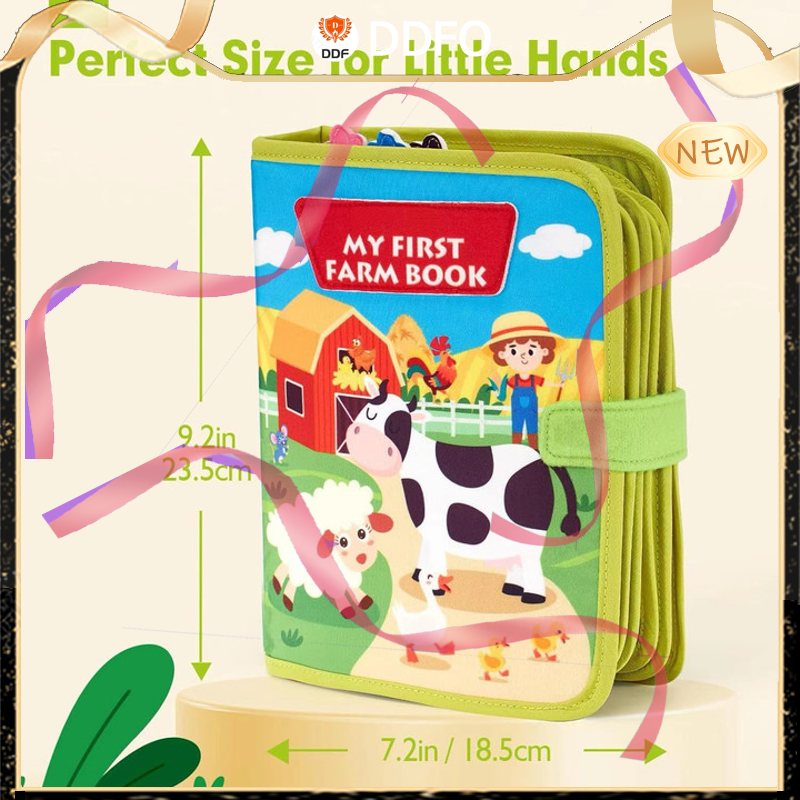 DDFO
DDF
Perfect Size for Little Hands
NEW
MY FIRST
FARM BOOK
9.2in
23.5cm
7.2in / 18.5cm